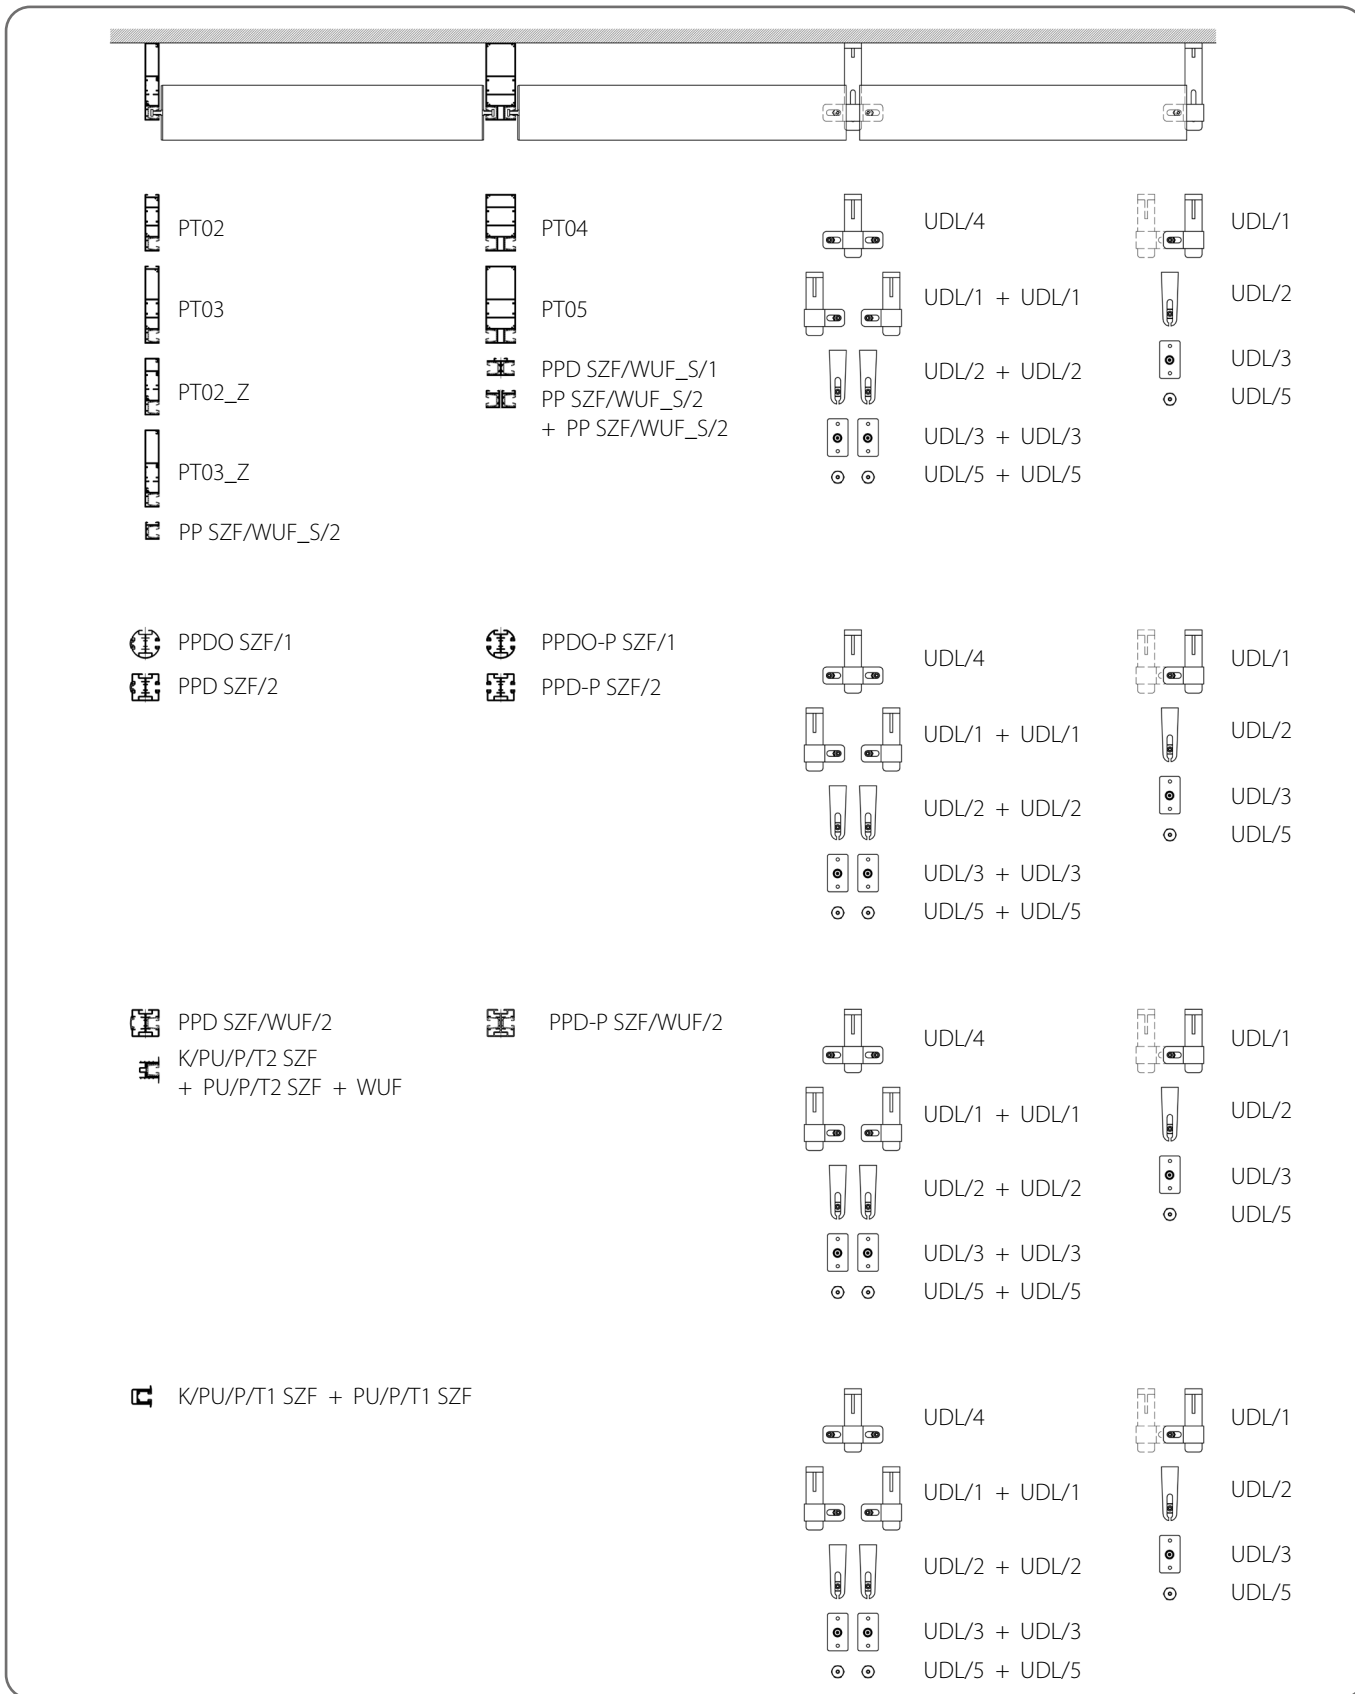 PT02
PT03
PT02_Z
PT03_Z
PP SZF/WUF_S/2
PT04
PT05
PPD SZF/WUF_S/1
PP SZF/WUF_S/2
+ PP SZF/WUF_S/2
UDL/4
UDL/1 + UDL/1
UDL/2 + UDL/2
UDL/3 + UDL/3
UDL/5 + UDL/5
UDL/1
UDL/2
UDL/3
UDL/5
PPDO SZF/1
PPD SZF/2
PPDO-P SZF/1
PPD-P SZF/2
UDL/4
UDL/1 + UDL/1
UDL/2 + UDL/2
UDL/3 + UDL/3
UDL/5 + UDL/5
UDL/1
UDL/2
UDL/3
UDL/5
PPD SZF/WUF/2
K/PU/P/T2 SZF
+ PU/P/T2 SZF + WUF
PPD-P SZF/WUF/2
UDL/4
UDL/1 + UDL/1
UDL/2 + UDL/2
UDL/3 + UDL/3
UDL/5 + UDL/5
UDL/1
UDL/2
UDL/3
UDL/5
K/PU/P/T1 SZF + PU/P/T1 SZF
UDL/4
UDL/1 + UDL/1
UDL/2 + UDL/2
UDL/3 + UDL/3
UDL/5 + UDL/5
UDL/1
UDL/2
UDL/3
UDL/5